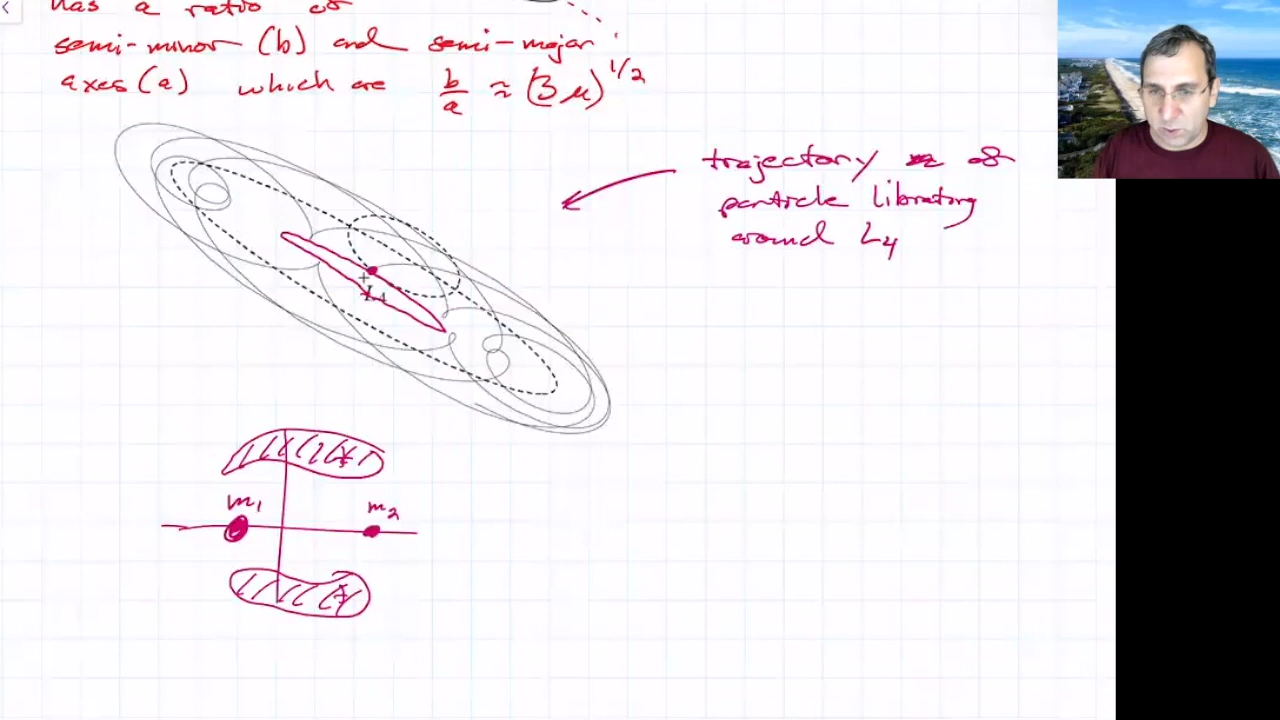 has a ratio of
semi-minor (b) and semi-major
axes (a) which are b/a ≈ (3μ)^1/2
trajectory of
particle librating
around L4
L4
m1
m2